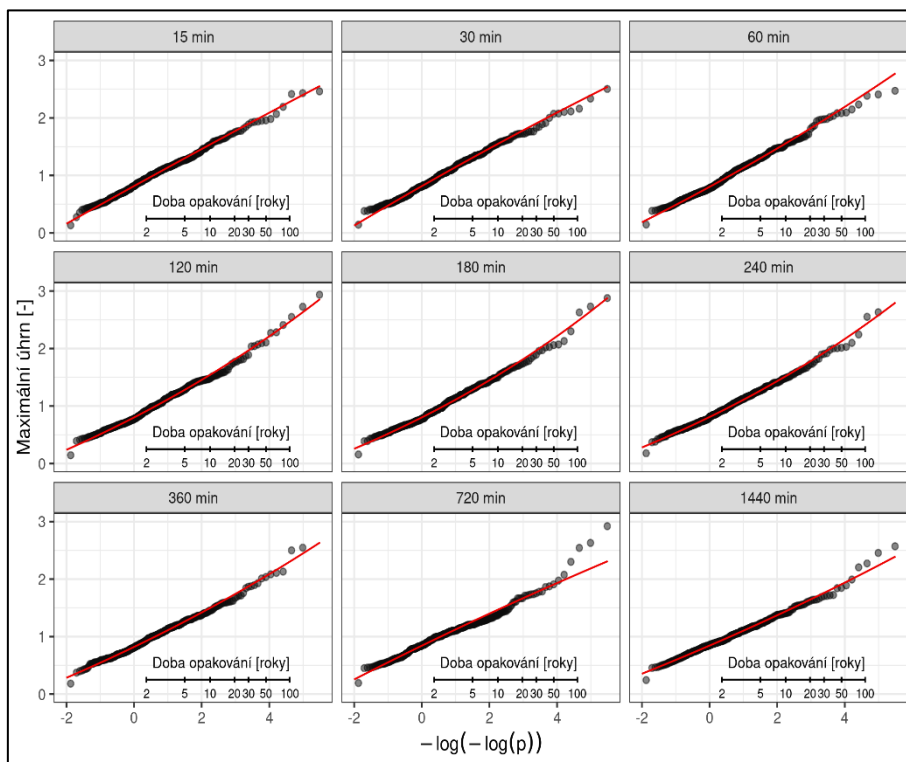 15 min 30 min 60 min
3
2
1
0
Doba opakování [roky] Doba opakování [roky] Doba opakování [roky]
2 5 10 20 30 50 100 2 5 10 20 30 50 100 2 5 10 20 30 50 100
120 min 180 min 240 min
Maximální úhrn [-]
3
2
1
0
Doba opakování [roky] Doba opakování [roky] Doba opakování [roky]
2 5 10 20 30 50 100 2 5 10 20 30 50 100 2 5 10 20 30 50 100
360 min 720 min 1440 min
3
2
1
0
Doba opakování [roky] Doba opakování [roky] Doba opakování [roky]
2 5 10 20 30 50 100 2 5 10 20 30 50 100 2 5 10 20 30 50 100
-2 0 2 4 -2 0 2 4 -2 0 2 4
−log(−log(p))